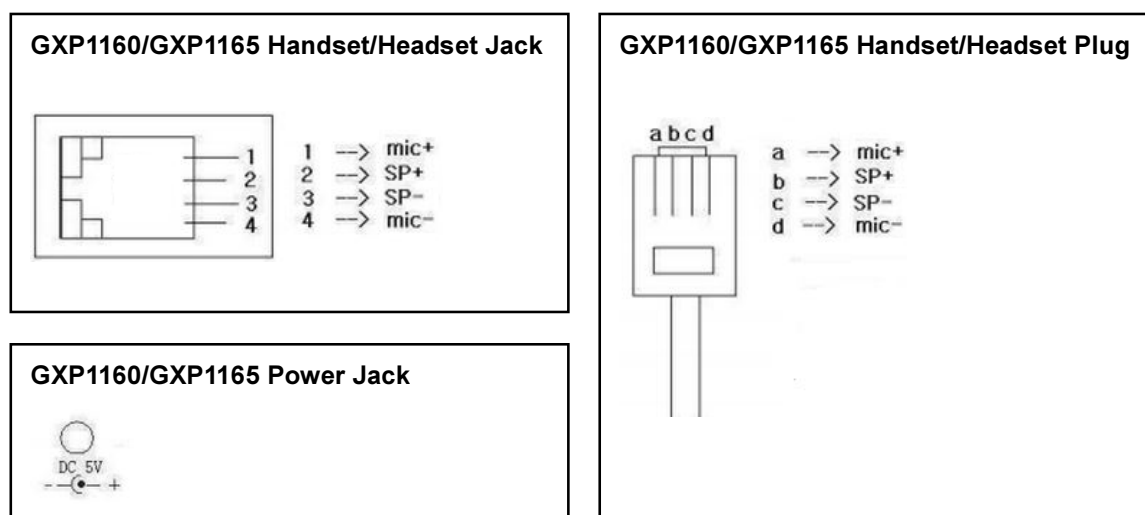 GXP1160/GXP1165 Handset/Headset Jack
1
2
3
4
1 --> mic+
2 --> SP+
3 --> SP-
4 --> mic-
GXP1160/GXP1165 Power Jack
DC 5V
- +
GXP1160/GXP1165 Handset/Headset Plug
a b c d
a --> mic+
b --> SP+
c --> SP-
d --> mic-